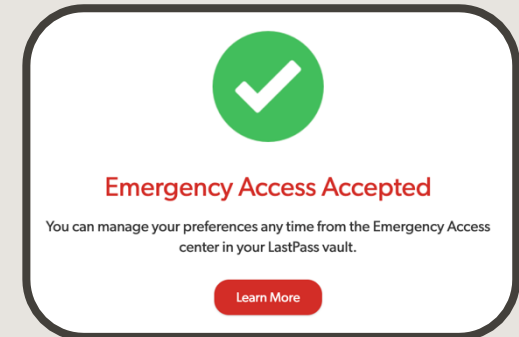 Emergency Access Accepted
You can manage your preferences any time from the Emergency Access
center in your LastPass vault.
Learn More